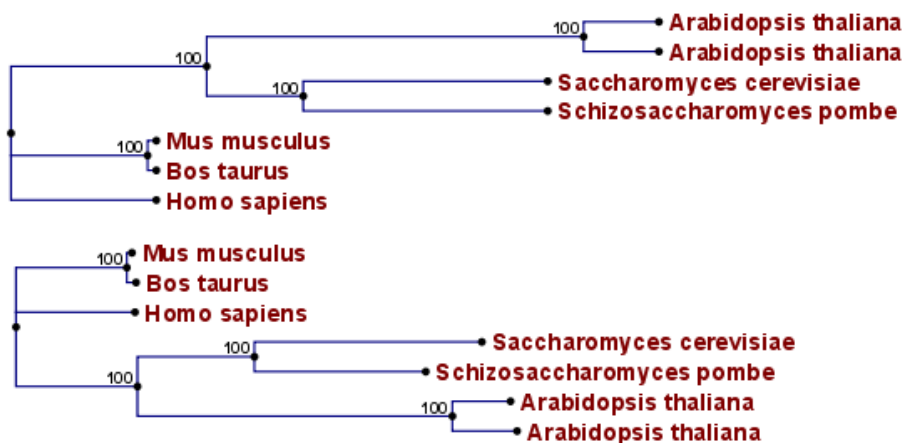 100 Arabidopsis thaliana
Arabidopsis thaliana
100
100 Saccharomyces cerevisiae
Schizosaccharomyces pombe
100 Mus musculus
Bos taurus
Homo sapiens
100 Mus musculus
Bos taurus
Homo sapiens
100 Saccharomyces cerevisiae
Schizosaccharomyces pombe
100
100 Arabidopsis thaliana
Arabidopsis thaliana